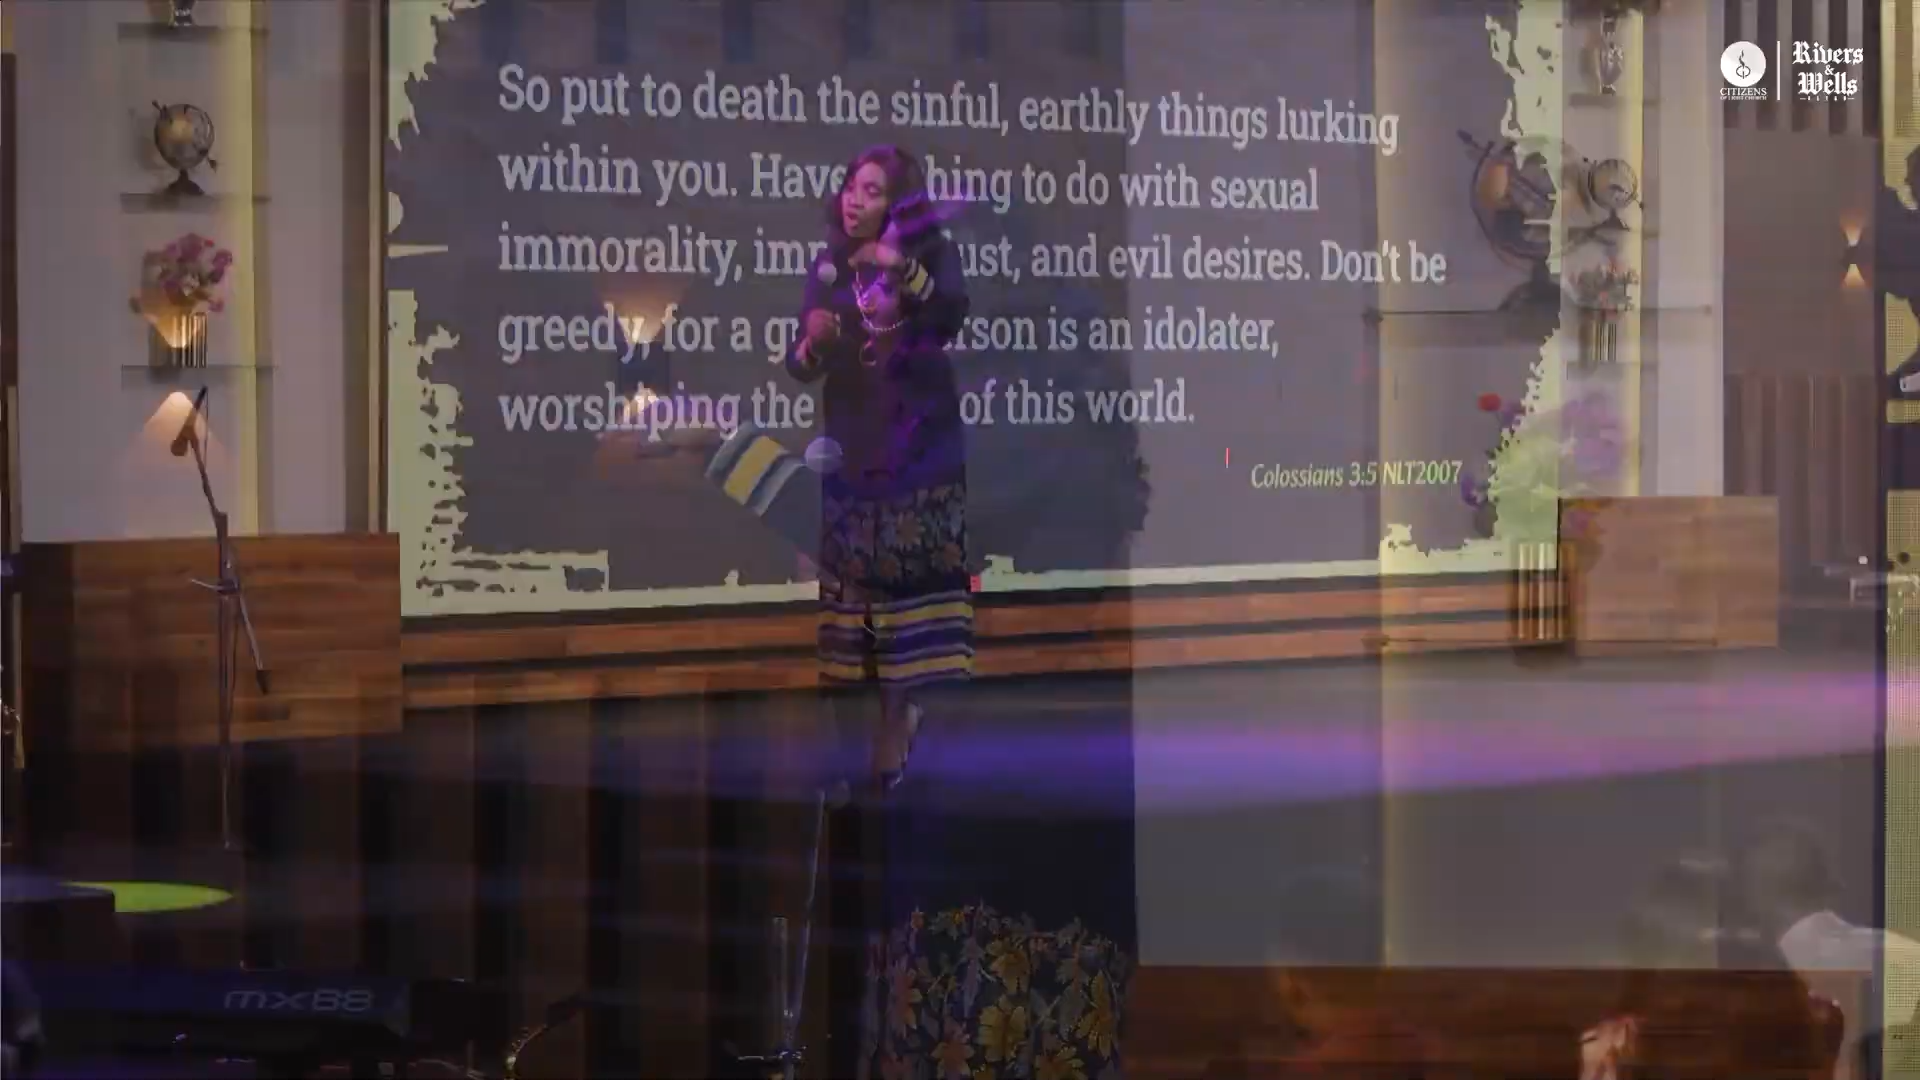 So put to death the sinful, earthly things lurking
within you. Have hing to do with sexual
immorality, im ust, and evil desires. Don't be
greedy, for a g rson is an idolater,
worshiping the of this world.
Colossians 3:5 NLT2007
CITIZENS
Rivers
&
Wells
mx88